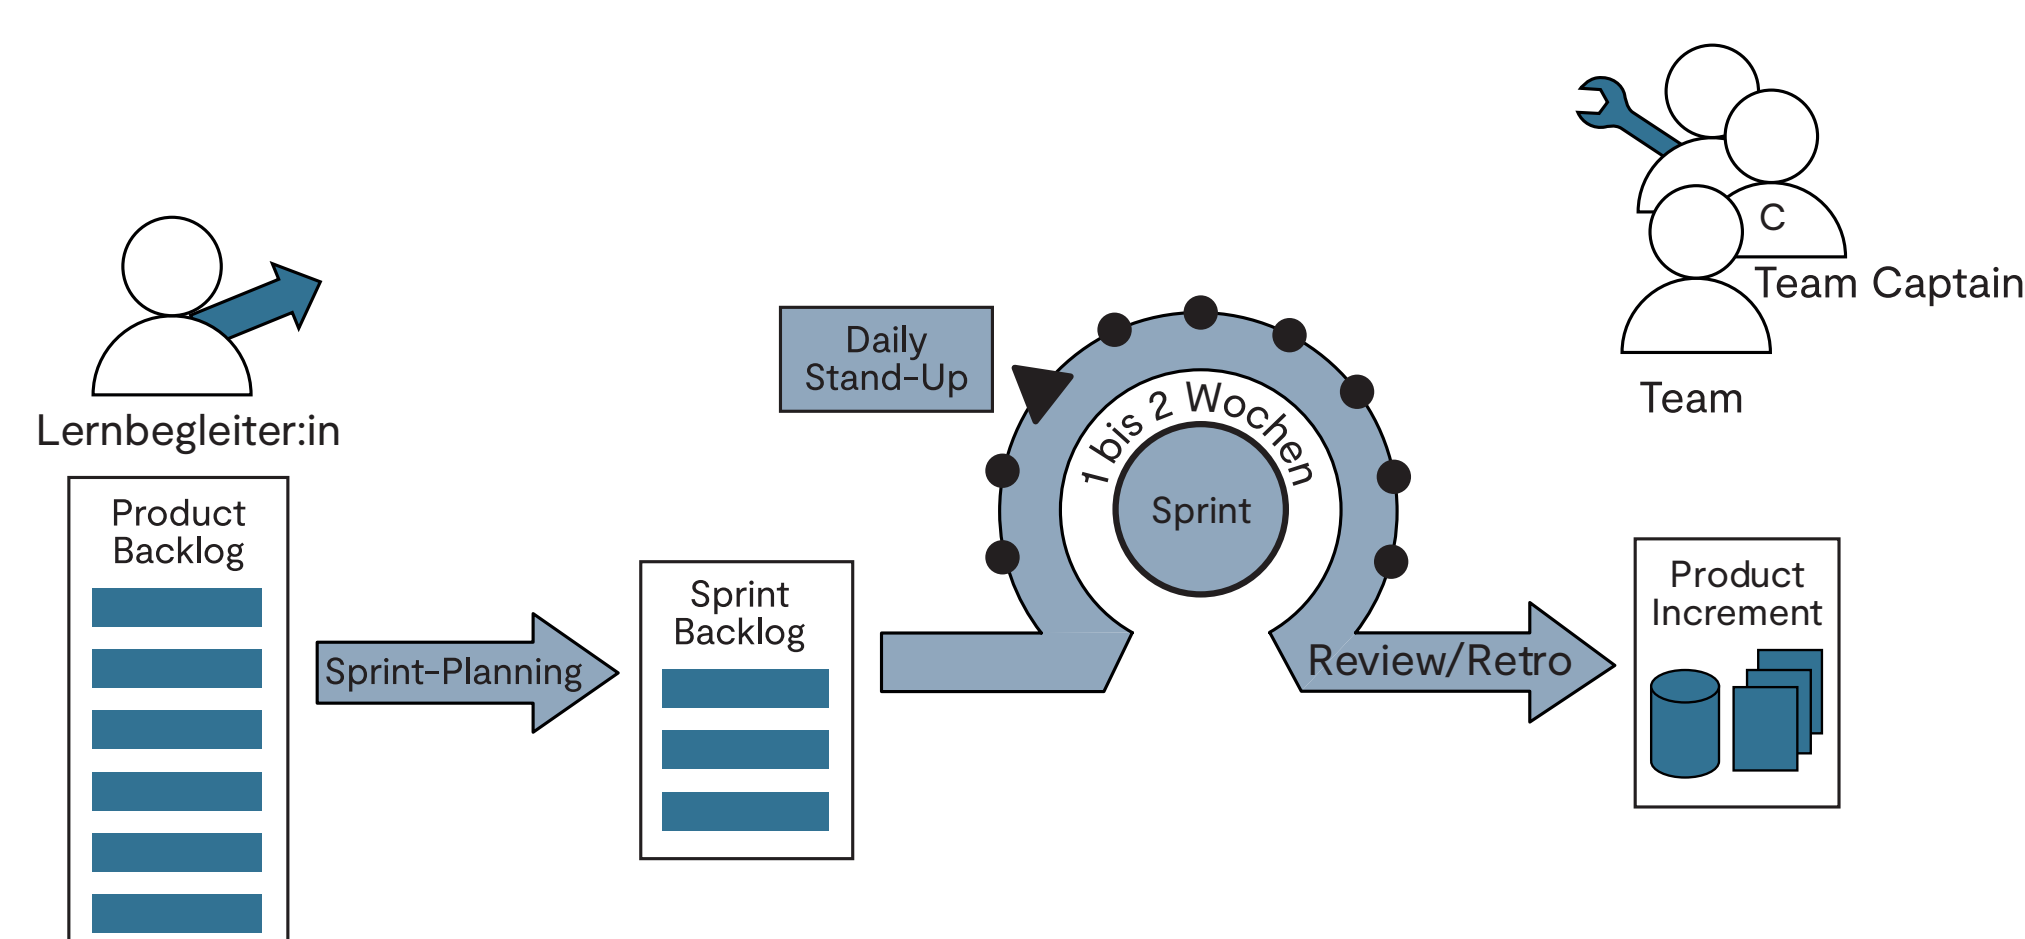 Lernbegleiter:in
Product
Backlog
Sprint-Planning
Sprint
Backlog
Daily
Stand-Up
1 bis 2 Wochen
Sprint
Review/Retro
C
Team Captain
Team
Product
Increment